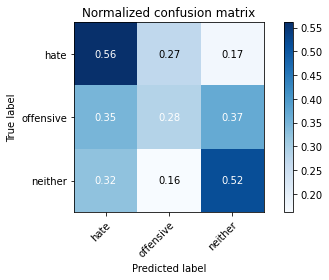 Normalized confusion matrix
hate
0.56 0.27 0.17
offensive
0.35 0.28 0.37
neither
0.32 0.16 0.52
True label
hate
offensive
neither
Predicted label
0.55
0.50
0.45
0.40
0.35
0.30
0.25
0.20